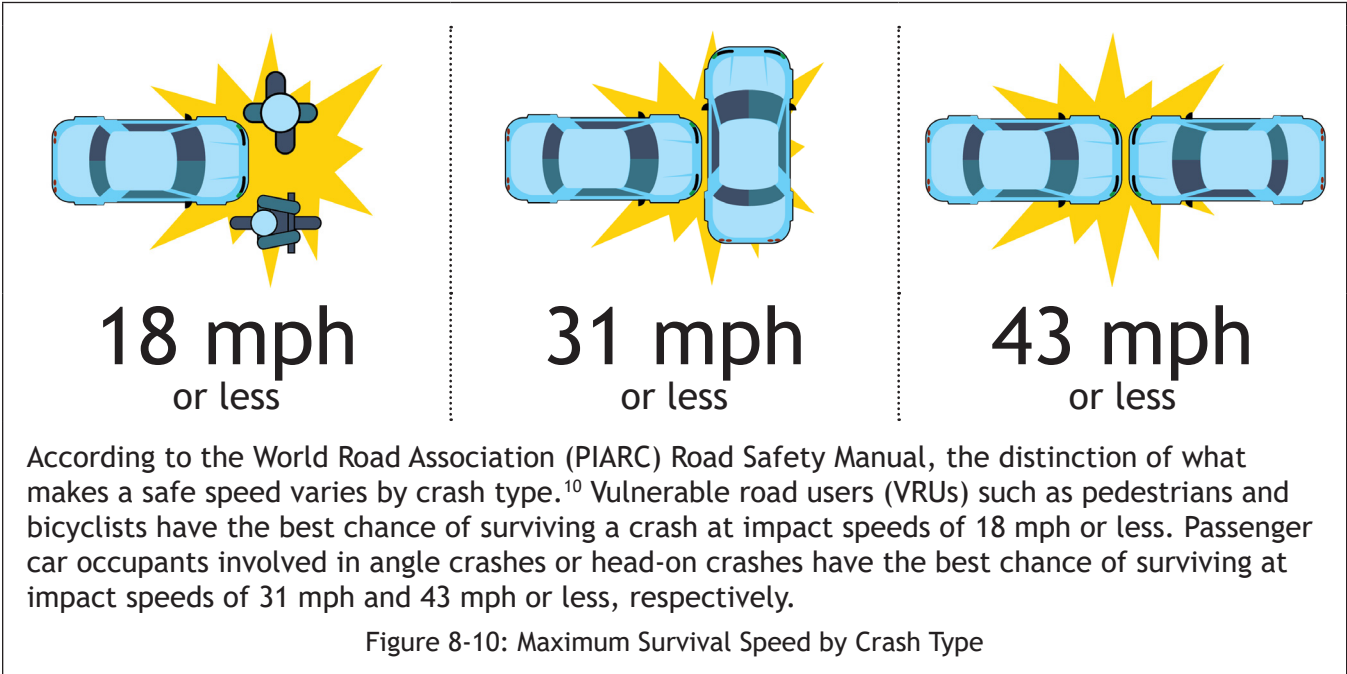 18 mph
or less
31 mph
or less
43 mph
or less
According to the World Road Association (PIARC) Road Safety Manual, the distinction of what
makes a safe speed varies by crash type.¹⁰ Vulnerable road users (VRUs) such as pedestrians and
bicyclists have the best chance of surviving a crash at impact speeds of 18 mph or less. Passenger
car occupants involved in angle crashes or head-on crashes have the best chance of surviving at
impact speeds of 31 mph and 43 mph or less, respectively.
Figure 8-10: Maximum Survival Speed by Crash Type